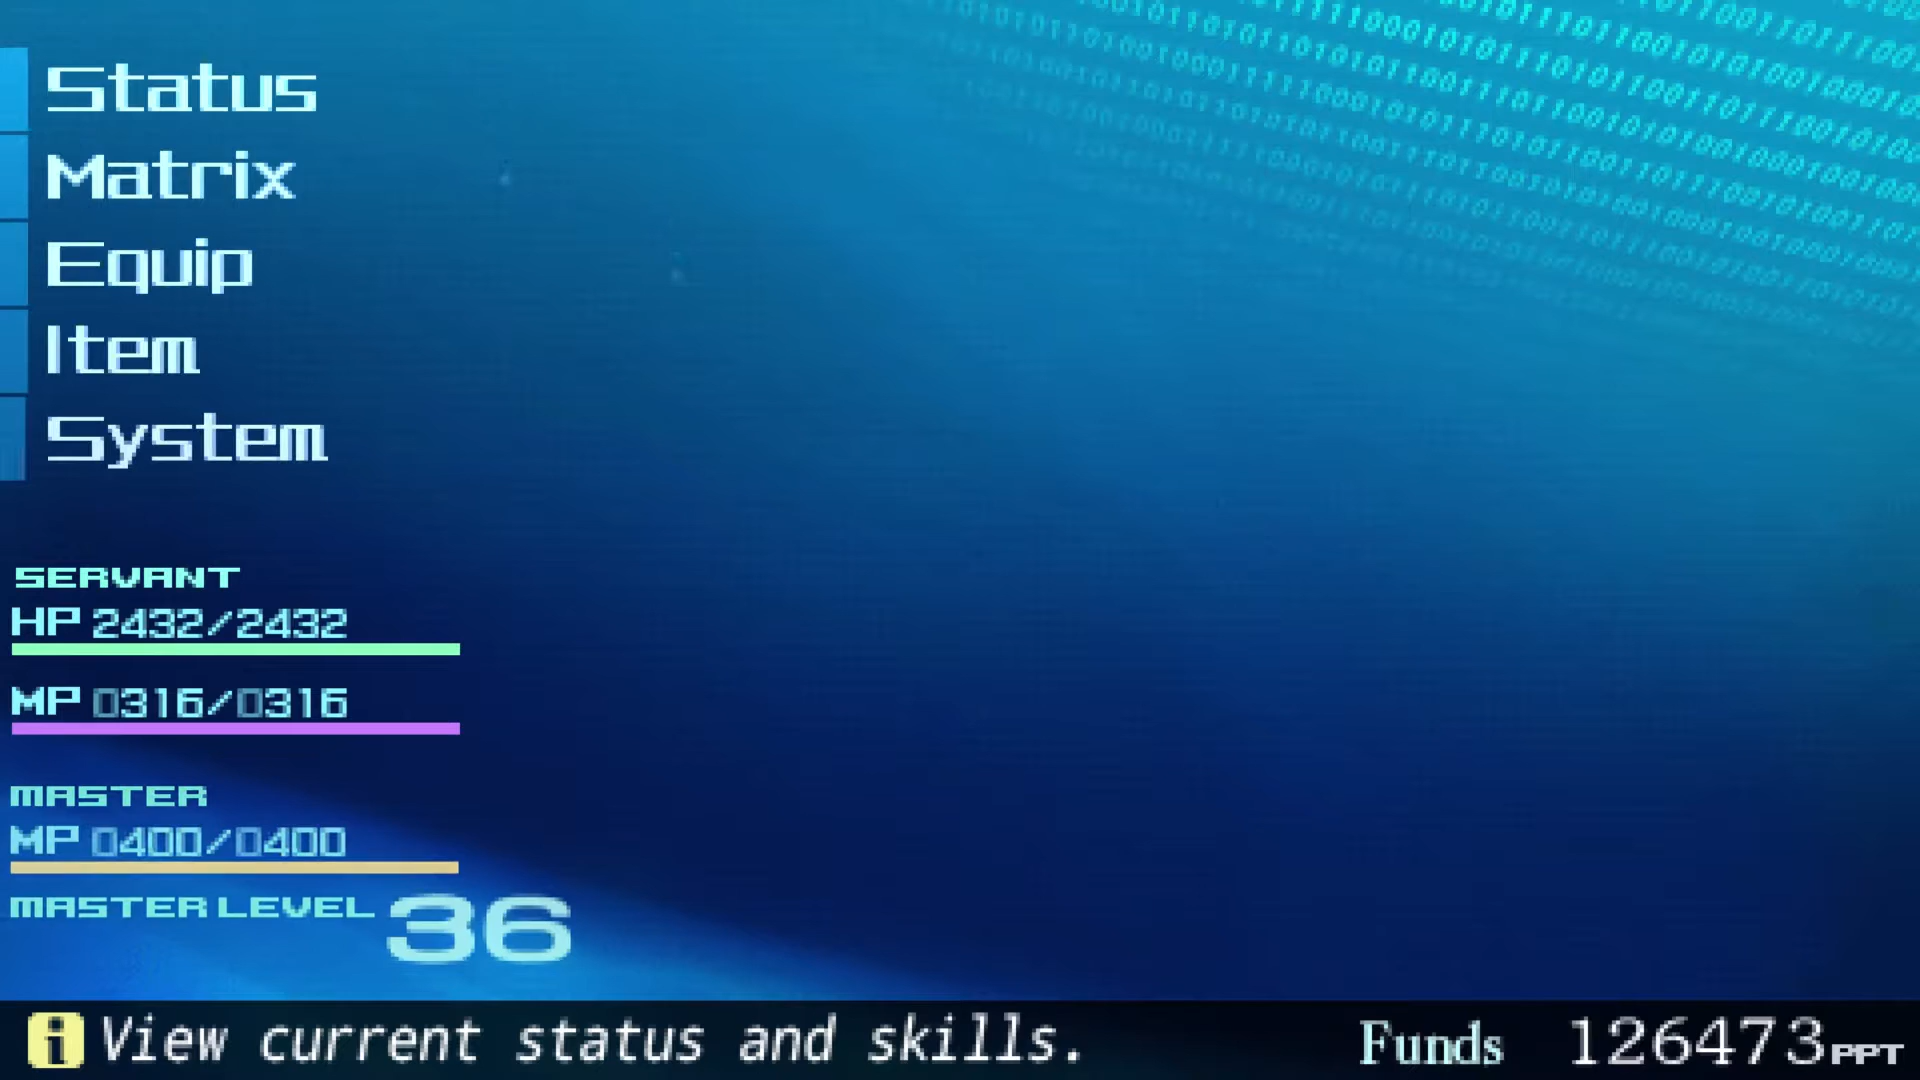 Status
Matrix
Equip
Item
System
SERVANT
HP 2432/2432
MP 0316/0316
MASTER
MP 0400/0400
MASTER LEVEL 36
i View current status and skills.
Funds 126473PPT